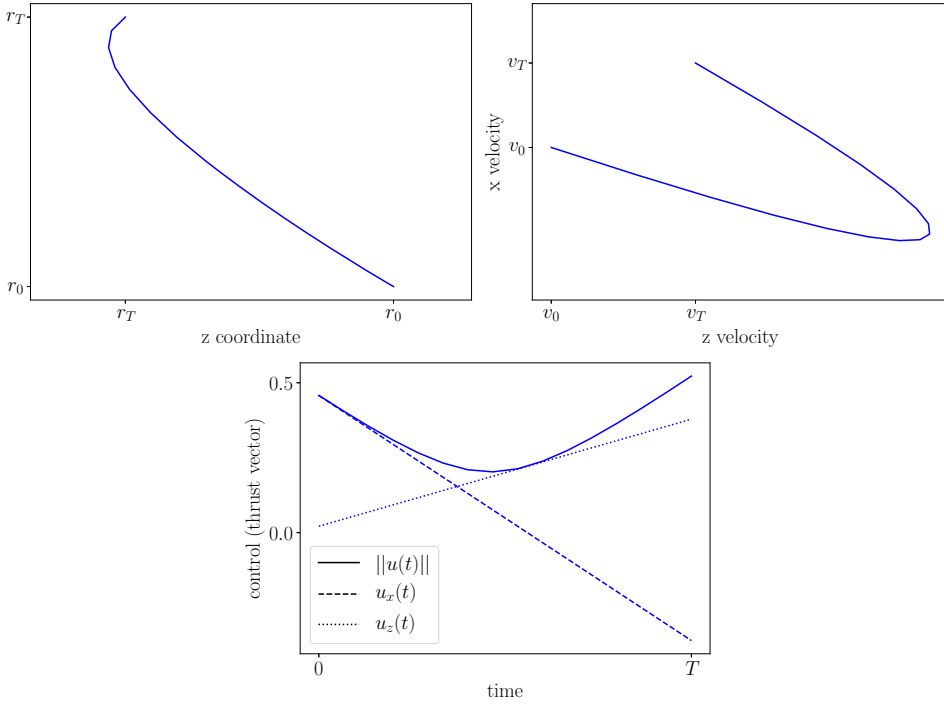 r_T
r_0
r_T
r_0
z coordinate
x velocity
v_T
v_0
v_0
v_T
z velocity
control (thrust vector)
0.5
0.0
||u(t)||
u_x(t)
u_z(t)
0
T
time